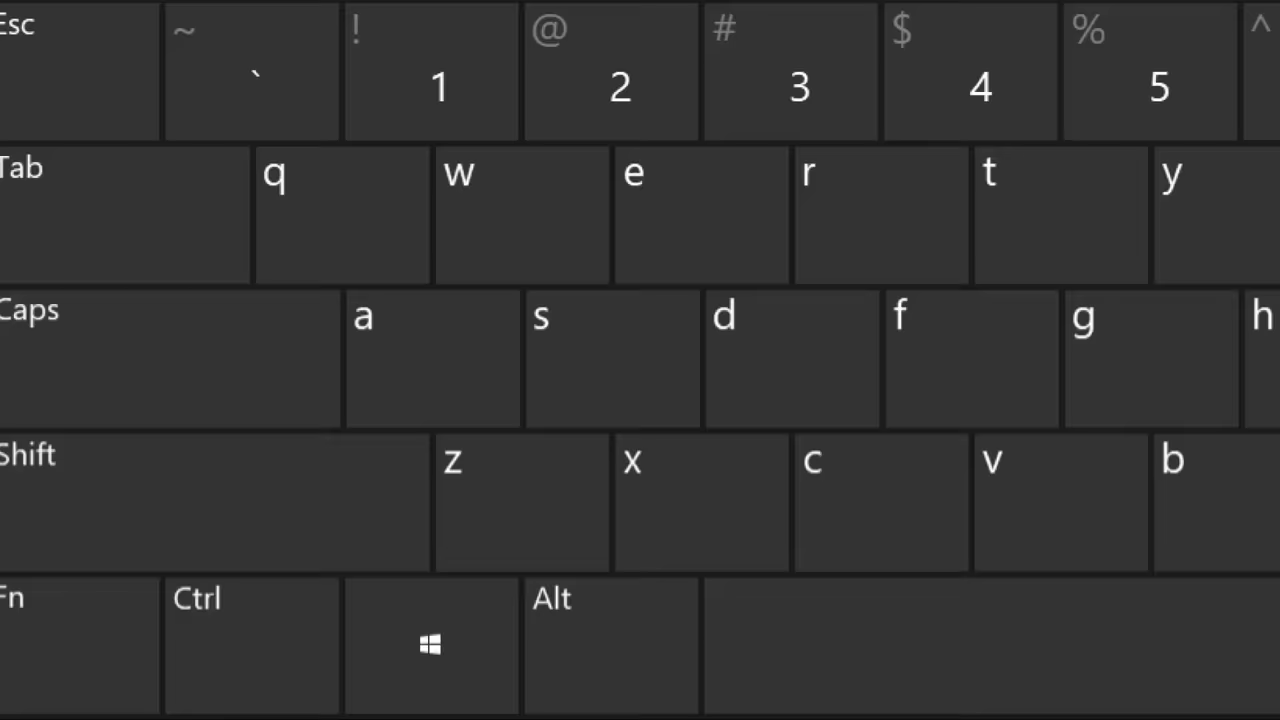 Esc ~ ` ! 1 @ 2 # 3 $ 4 % 5 ^
Tab q w e r t y
Caps a s d f g h
Shift z x c v b
Fn Ctrl Alt